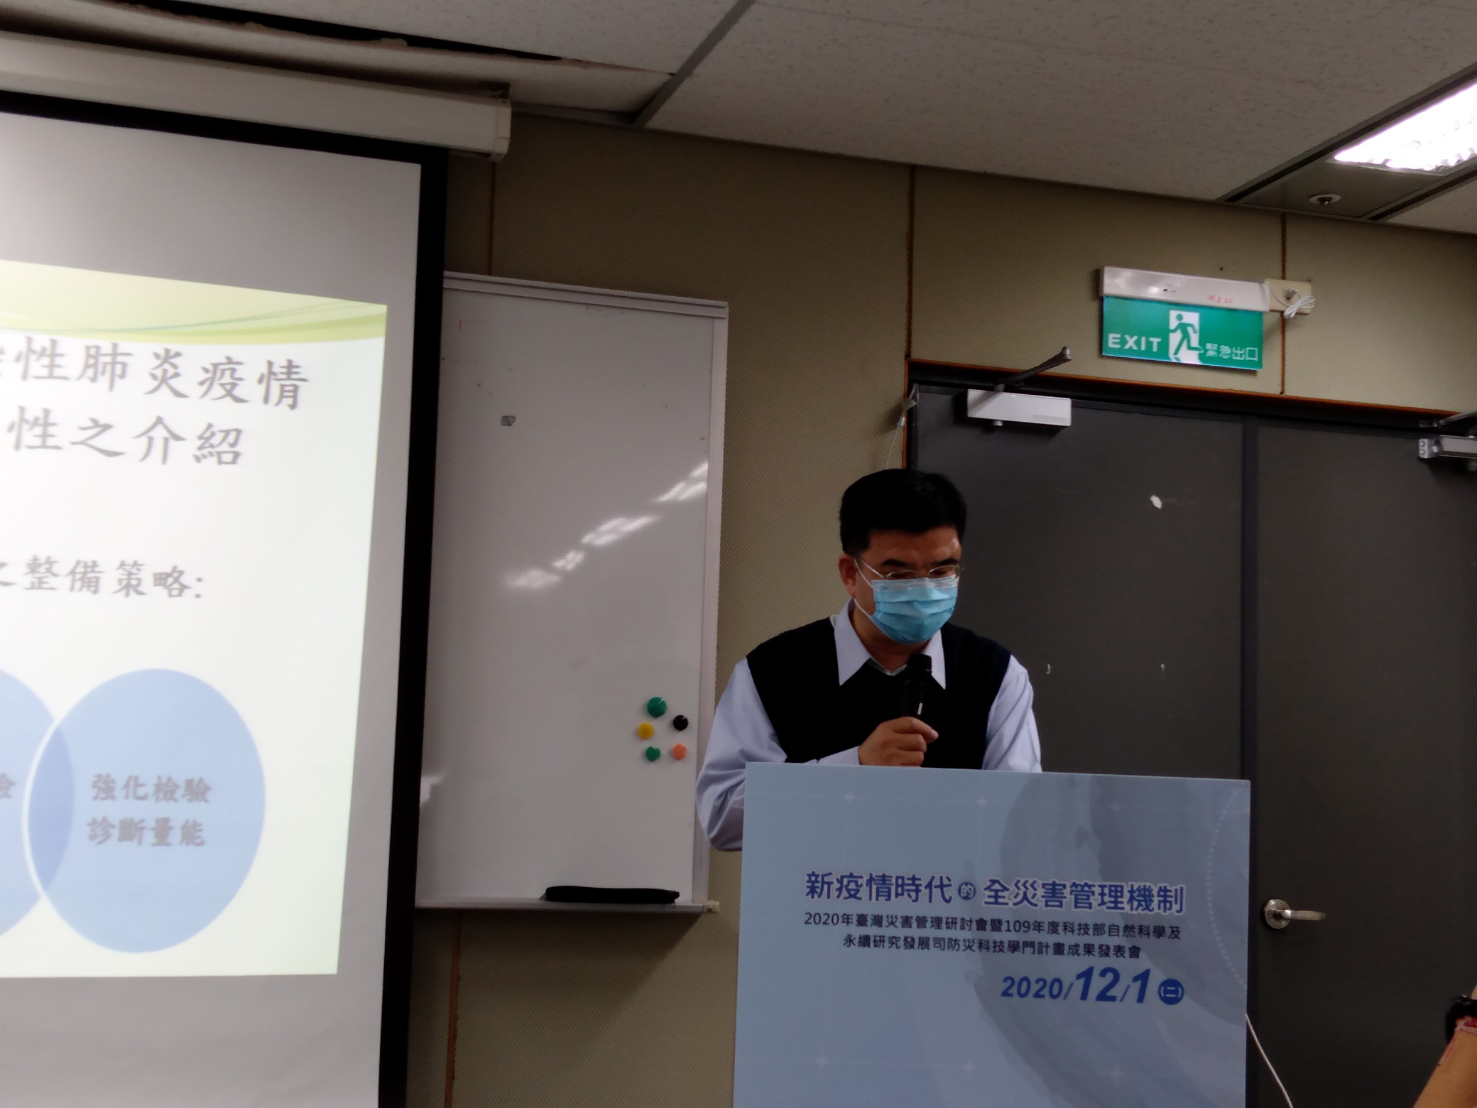 性肺炎疫情
性之介紹
之整備策略:
強化檢驗
診斷量能
EXIT 緊急出口
新疫情時代的全災害管理機制
2020年臺灣災害管理研討會暨109年度科技部自然科學及
永續研究發展司防災科技學門計畫成果發表會
2020/12/1(二)